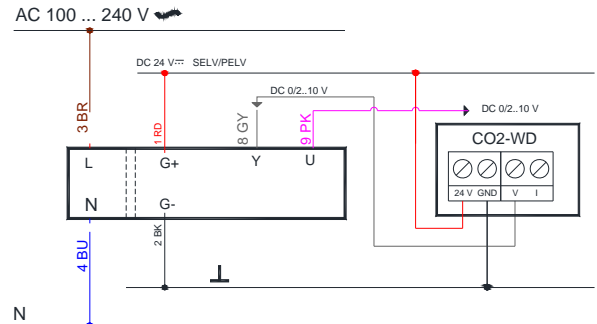 AC 100 ... 240 V
DC 24 V⎓ SELV/PELV
DC 0/2..10 V
DC 0/2..10 V
3 BR
1 RD
8 GY
9 PK
CO2-WD
L
G+
Y
U
24 V GND V I
N
G-
4 BU
2 BK
N